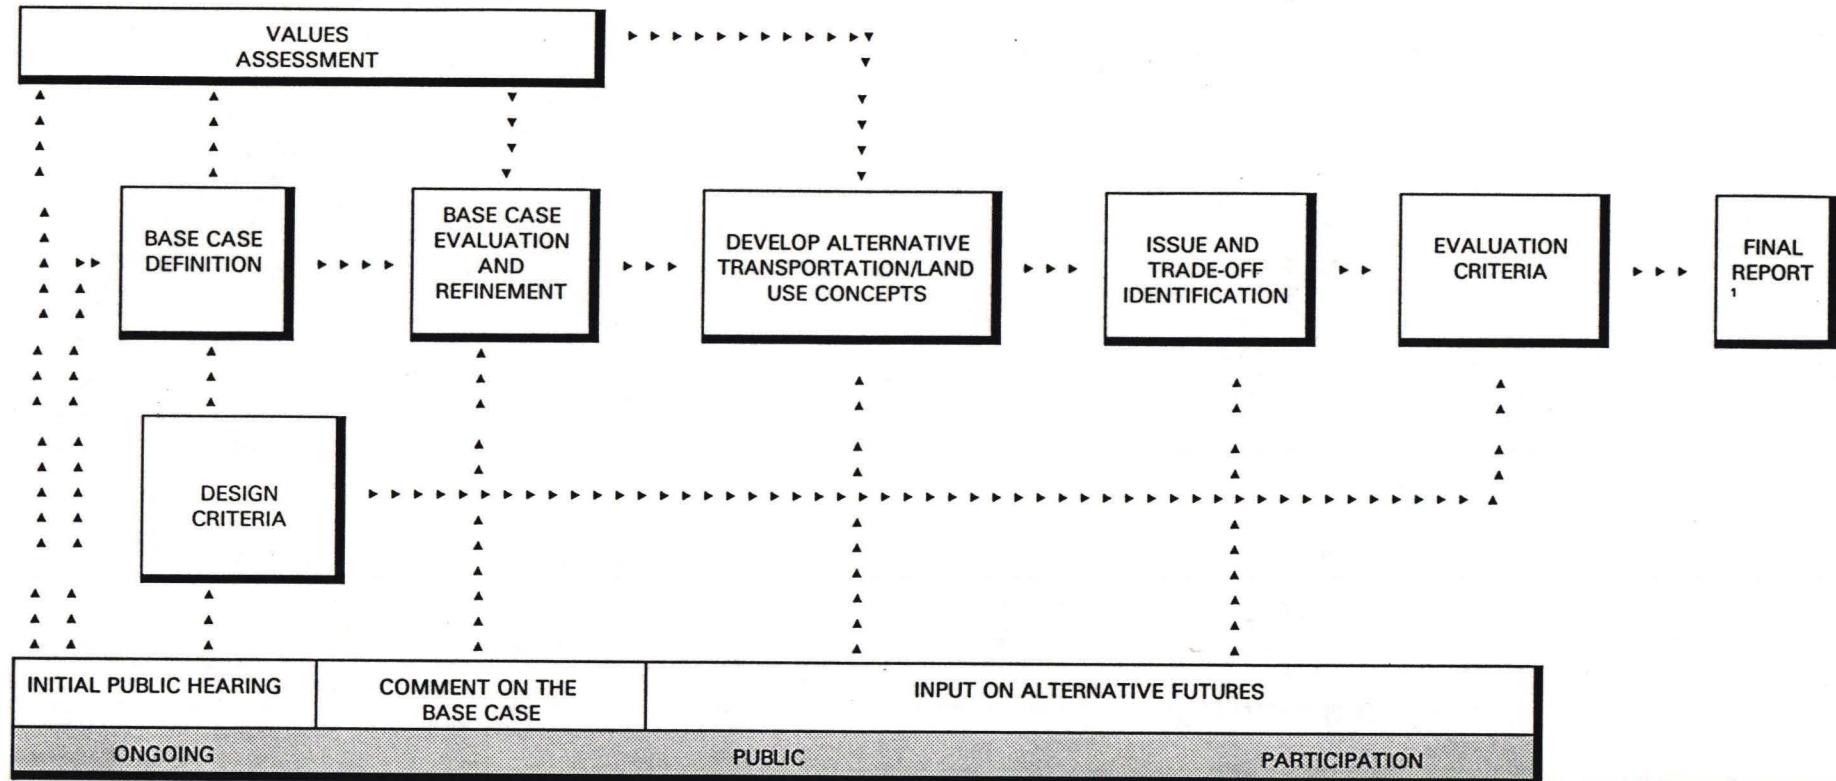 VALUES
ASSESSMENT
BASE CASE
DEFINITION
BASE CASE
EVALUATION
AND
REFINEMENT
DEVELOP ALTERNATIVE
TRANSPORTATION/LAND
USE CONCEPTS
ISSUE AND
TRADE-OFF
IDENTIFICATION
EVALUATION
CRITERIA
FINAL
REPORT
1
DESIGN
CRITERIA
INITIAL PUBLIC HEARING
COMMENT ON THE
BASE CASE
INPUT ON ALTERNATIVE FUTURES
ONGOING PUBLIC PARTICIPATION